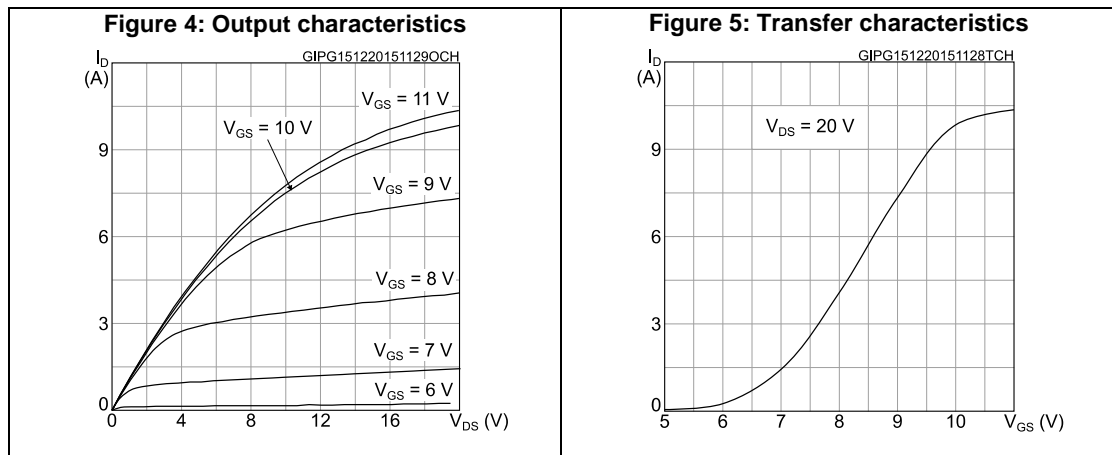 Figure 4: Output characteristics
GIPG151220151129OCH
I_D
(A)
V_GS = 11 V
V_GS = 10 V
V_GS = 9 V
V_GS = 8 V
V_GS = 7 V
V_GS = 6 V
9
6
3
0
0 4 8 12 16 V_DS (V)
Figure 5: Transfer characteristics
GIPG151220151128TCH
I_D
(A)
V_DS = 20 V
9
6
3
0
5 6 7 8 9 10 V_GS (V)